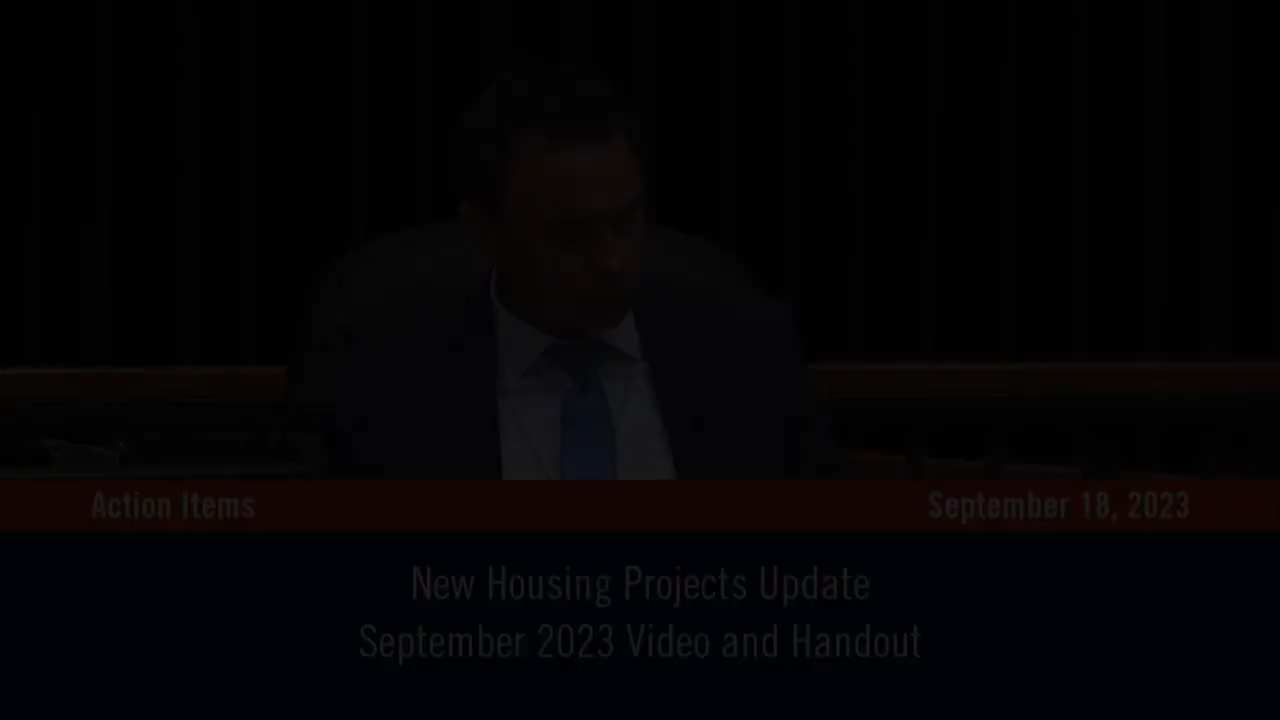 Action Items
September 18, 2023
New Housing Projects Update
September 2023 Video and Handout